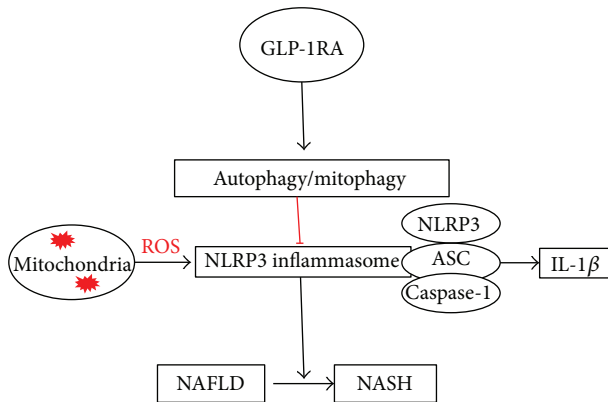 GLP-1RA
Autophagy/mitophagy
NLRP3
ROS
Mitochondria
NLRP3 inflammasome
ASC
IL-1β
Caspase-1
NAFLD
NASH